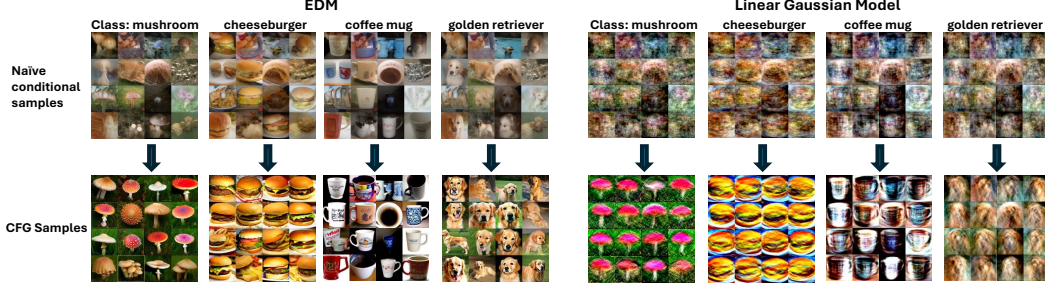 EDM
Linear Gaussian Model
Class: mushroom
cheeseburger
coffee mug
golden retriever
Class: mushroom
cheeseburger
coffee mug
golden retriever
Naïve
conditional
samples
CFG Samples